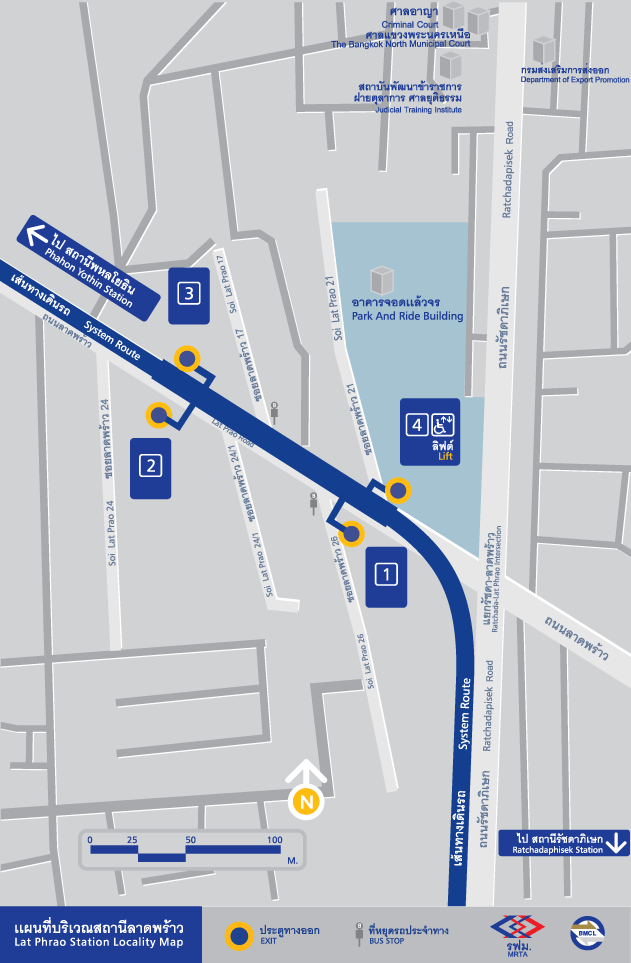 ศาลอาญา
Criminal Court
ศาลแขวงพระนครเหนือ
The Bangkok North Municipal Court
กรมส่งเสริมการส่งออก
Department of Export Promotion
สถาบันพัฒนาข้าราชการ
ฝ่ายตุลาการ ศาลยุติธรรม
Judicial Training Institute
Ratchadapisek Road
ไป สถานีพหลโยธิน
Phahon Yothin Station
เส้นทางเดินรถ System Route
ถนนลาดพร้าว
3
Soi Lat Prao 17
ซอยลาดพร้าว 17
Soi Lat Prao 21
ซอยลาดพร้าว 21
อาคารจอดแล้วจร
Park And Ride Building
ถนนรัชดาภิเษก
4
ลิฟต์
Lift
2
Lat Prao Road
ซอยลาดพร้าว 24
Soi Lat Prao 24
ซอยลาดพร้าว 24/1
Soi Lat Prao 24/1
1
ซอยลาดพร้าว 26
Soi Lat Prao 26
แยกรัชดา-ลาดพร้าว
Ratchada-Lat Phrao Intersection
ถนนลาดพร้าว
System Route
เส้นทางเดินรถ
Ratchadapisek Road
ถนนรัชดาภิเษก
N
0 25 50 100
M.
ไป สถานีรัชดาภิเษก
Ratchadaphisek Station
แผนที่บริเวณสถานีลาดพร้าว
Lat Phrao Station Locality Map
ประตูทางออก
EXIT
ที่หยุดรถประจำทาง
BUS STOP
รฟม.
MRTA
BMCL